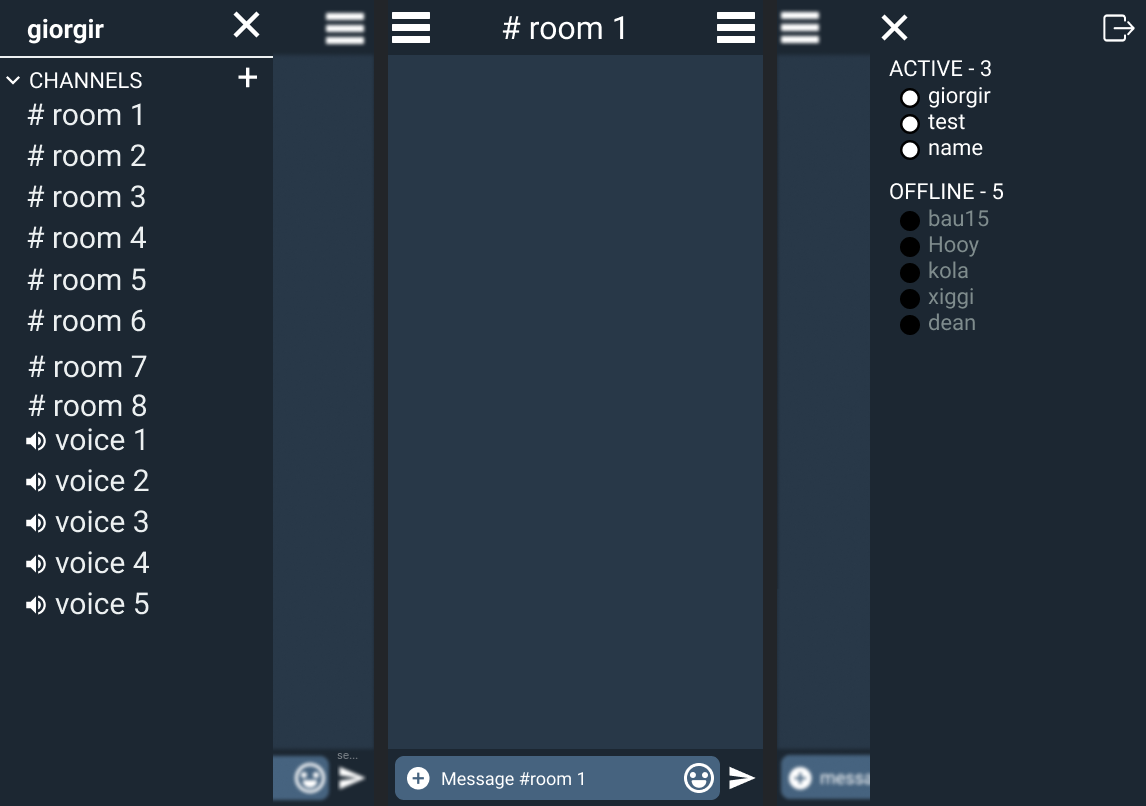 giorgir
CHANNELS
# room 1
# room 2
# room 3
# room 4
# room 5
# room 6
# room 7
# room 8
voice 1
voice 2
voice 3
voice 4
voice 5
se...
# room 1
Message #room 1
messa
ACTIVE - 3
giorgir
test
name
OFFLINE - 5
bau15
Hooy
kola
xiggi
dean